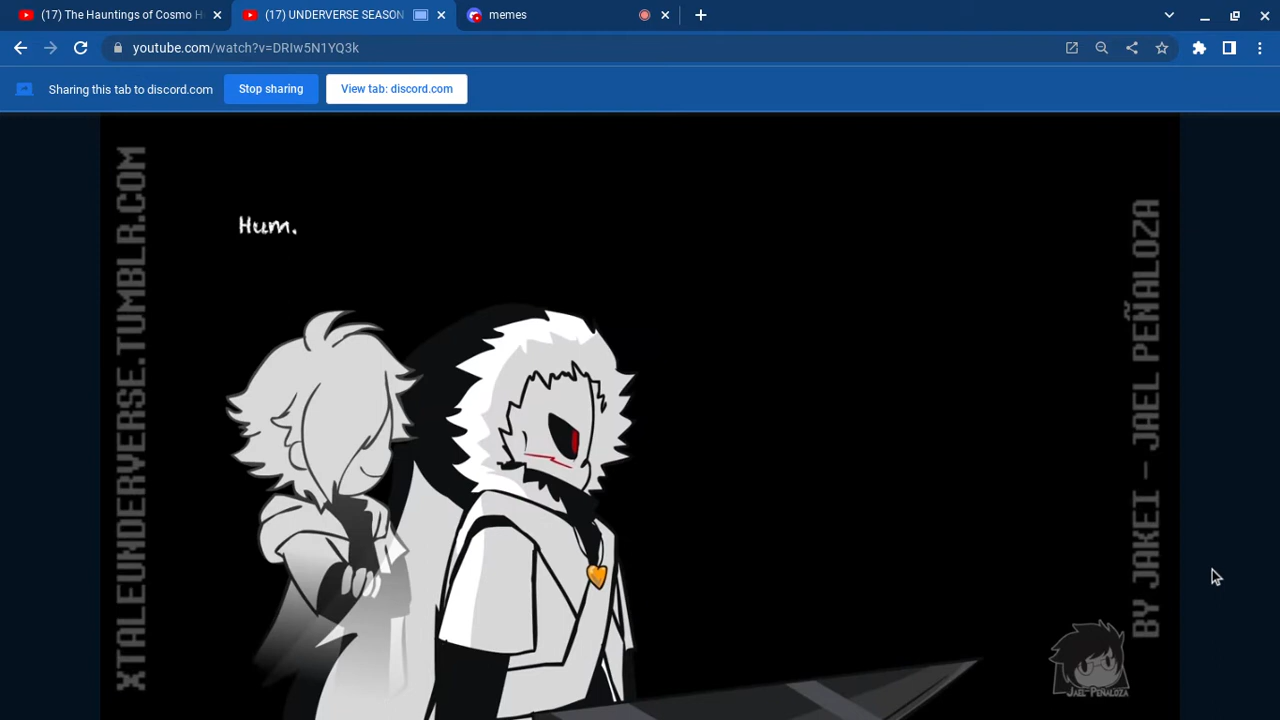 (17) The Hauntings of Cosmo H
(17) UNDERVERSE SEASON
memes
youtube.com/watch?v=DRIw5N1YQ3k
Sharing this tab to discord.com
Stop sharing
View tab: discord.com
XTALEUNDERVERSE.TUMBLR.COM
Hum.
BY JAKEI - JAEL PEÑALOZA
JAEL-PEÑALOZA